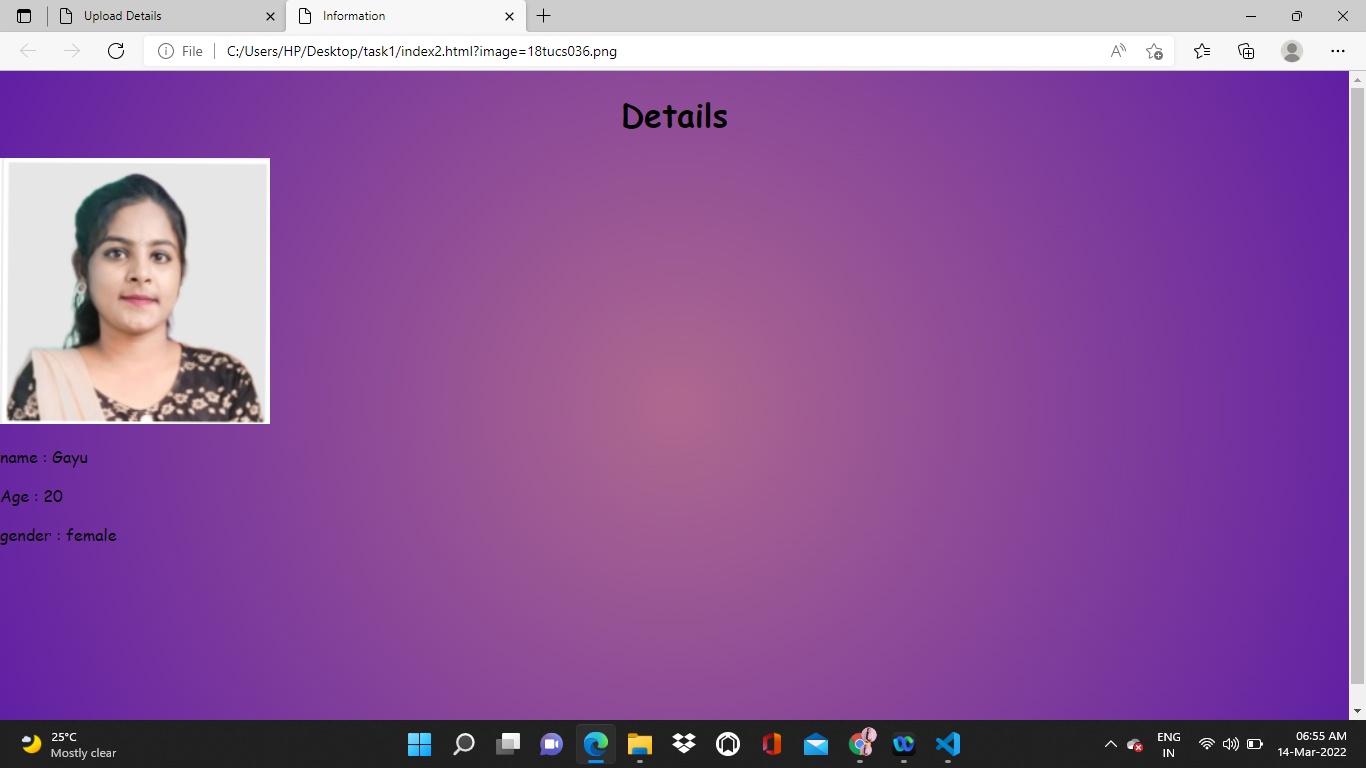 Upload Details
Information
File
C:/Users/HP/Desktop/task1/index2.html?image=18tucs036.png
Details
name : Gayu
Age : 20
gender : female
25°C
Mostly clear
ENG
IN
06:55 AM
14-Mar-2022